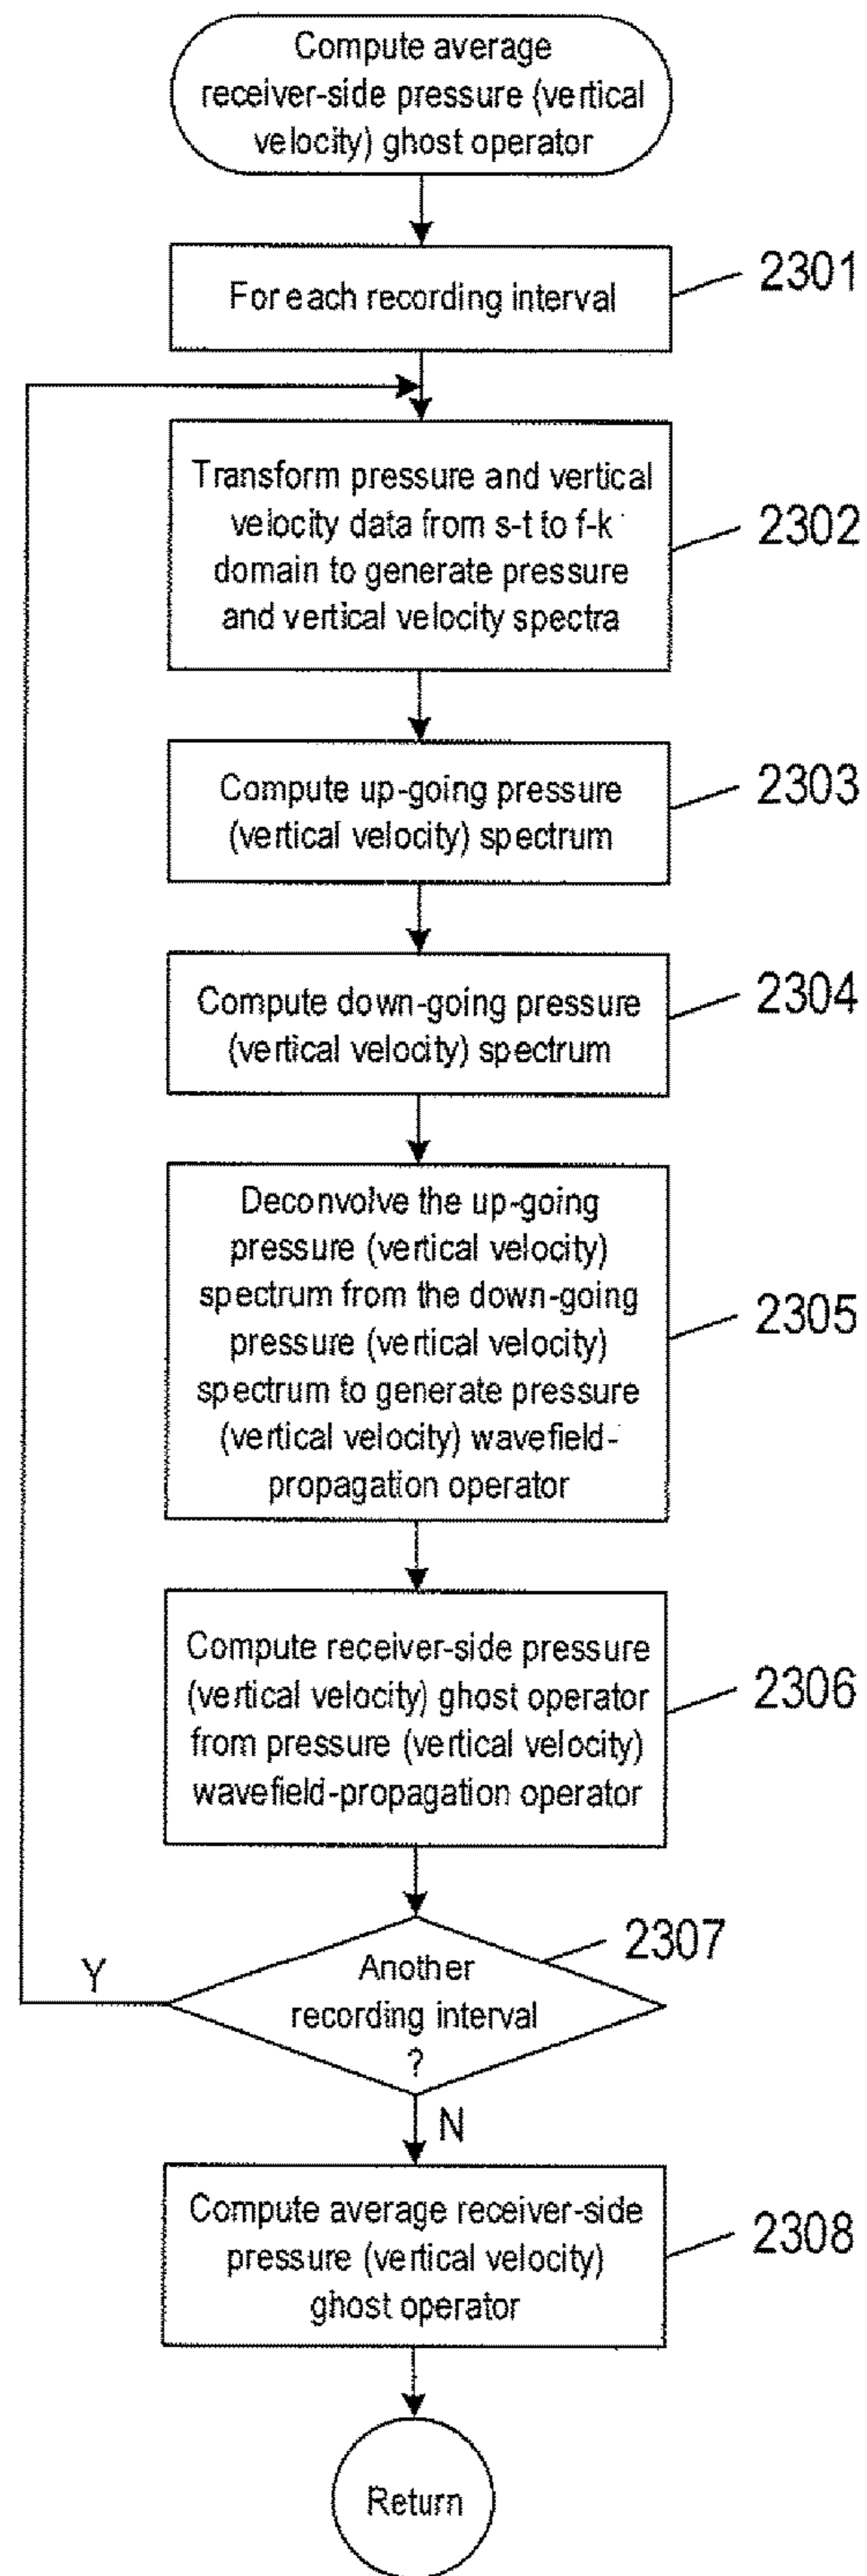 Compute average
receiver-side pressure (vertical
velocity) ghost operator
For each recording interval
2301
Transform pressure and vertical
velocity data from s-t to f-k
domain to generate pressure
and vertical velocity spectra
2302
Compute up-going pressure
(vertical velocity) spectrum
2303
Compute down-going pressure
(vertical velocity) spectrum
2304
Deconvolve the up-going
pressure (vertical velocity)
spectrum from the down-going
pressure (vertical velocity)
spectrum to generate pressure
(vertical velocity) wavefield-
propagation operator
2305
Compute receiver-side pressure
(vertical velocity) ghost operator
from pressure (vertical velocity)
wavefield-propagation operator
2306
Another
recording interval
?
2307
Y
N
Compute average receiver-side
pressure (vertical velocity)
ghost operator
2308
Return